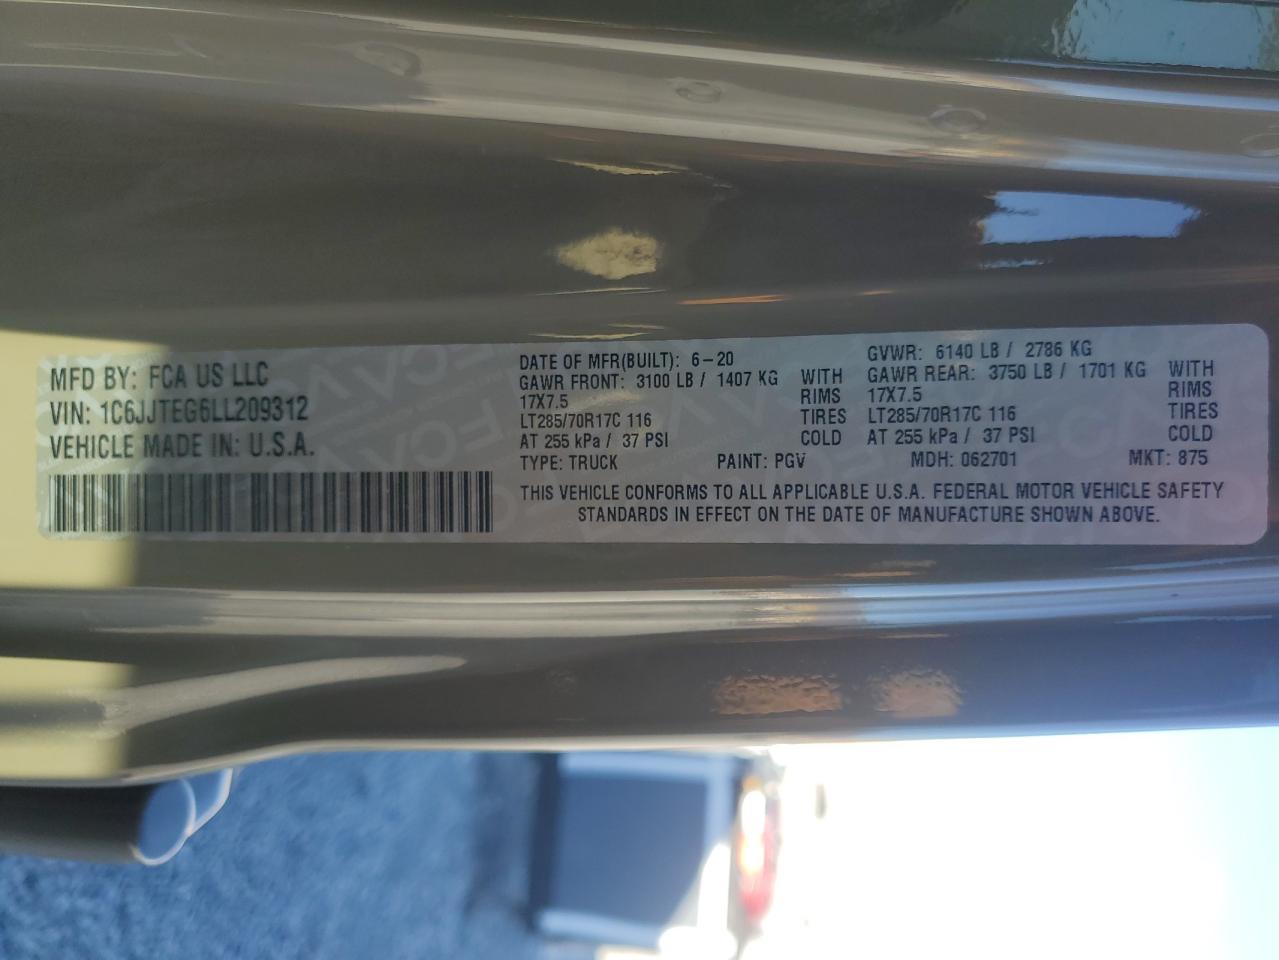 MFD BY: FCA US LLC
VIN: 1C6JJTEG6LL209312
VEHICLE MADE IN: U.S.A.
DATE OF MFR(BUILT): 6-20
GAWR FRONT: 3100 LB / 1407 KG WITH
17X7.5 RIMS
LT285/70R17C 116 TIRES
AT 255 kPa / 37 PSI COLD
GVWR: 6140 LB / 2786 KG
GAWR REAR: 3750 LB / 1701 KG WITH
17X7.5 RIMS
LT285/70R17C 116 TIRES
AT 255 kPa / 37 PSI COLD
TYPE: TRUCK PAINT: PGV MDH: 062701 MKT: 875
THIS VEHICLE CONFORMS TO ALL APPLICABLE U.S.A. FEDERAL MOTOR VEHICLE SAFETY
STANDARDS IN EFFECT ON THE DATE OF MANUFACTURE SHOWN ABOVE.